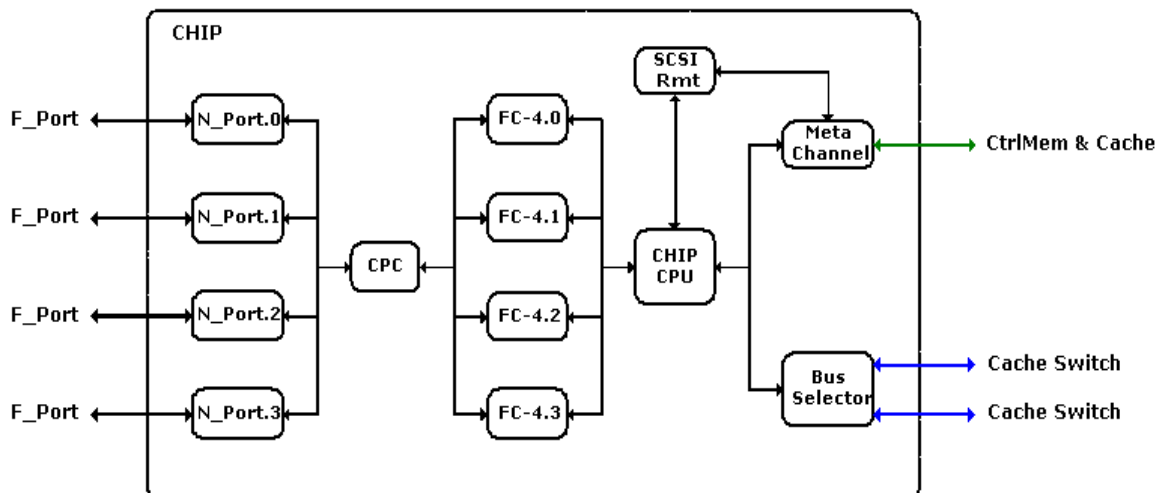 CHIP
SCSI
Rmt
F_Port
N_Port.0
FC-4.0
Meta
Channel
CtrlMem & Cache
F_Port
N_Port.1
FC-4.1
CPC
CHIP
CPU
F_Port
N_Port.2
FC-4.2
Bus
Selector
Cache Switch
F_Port
N_Port.3
FC-4.3
Cache Switch